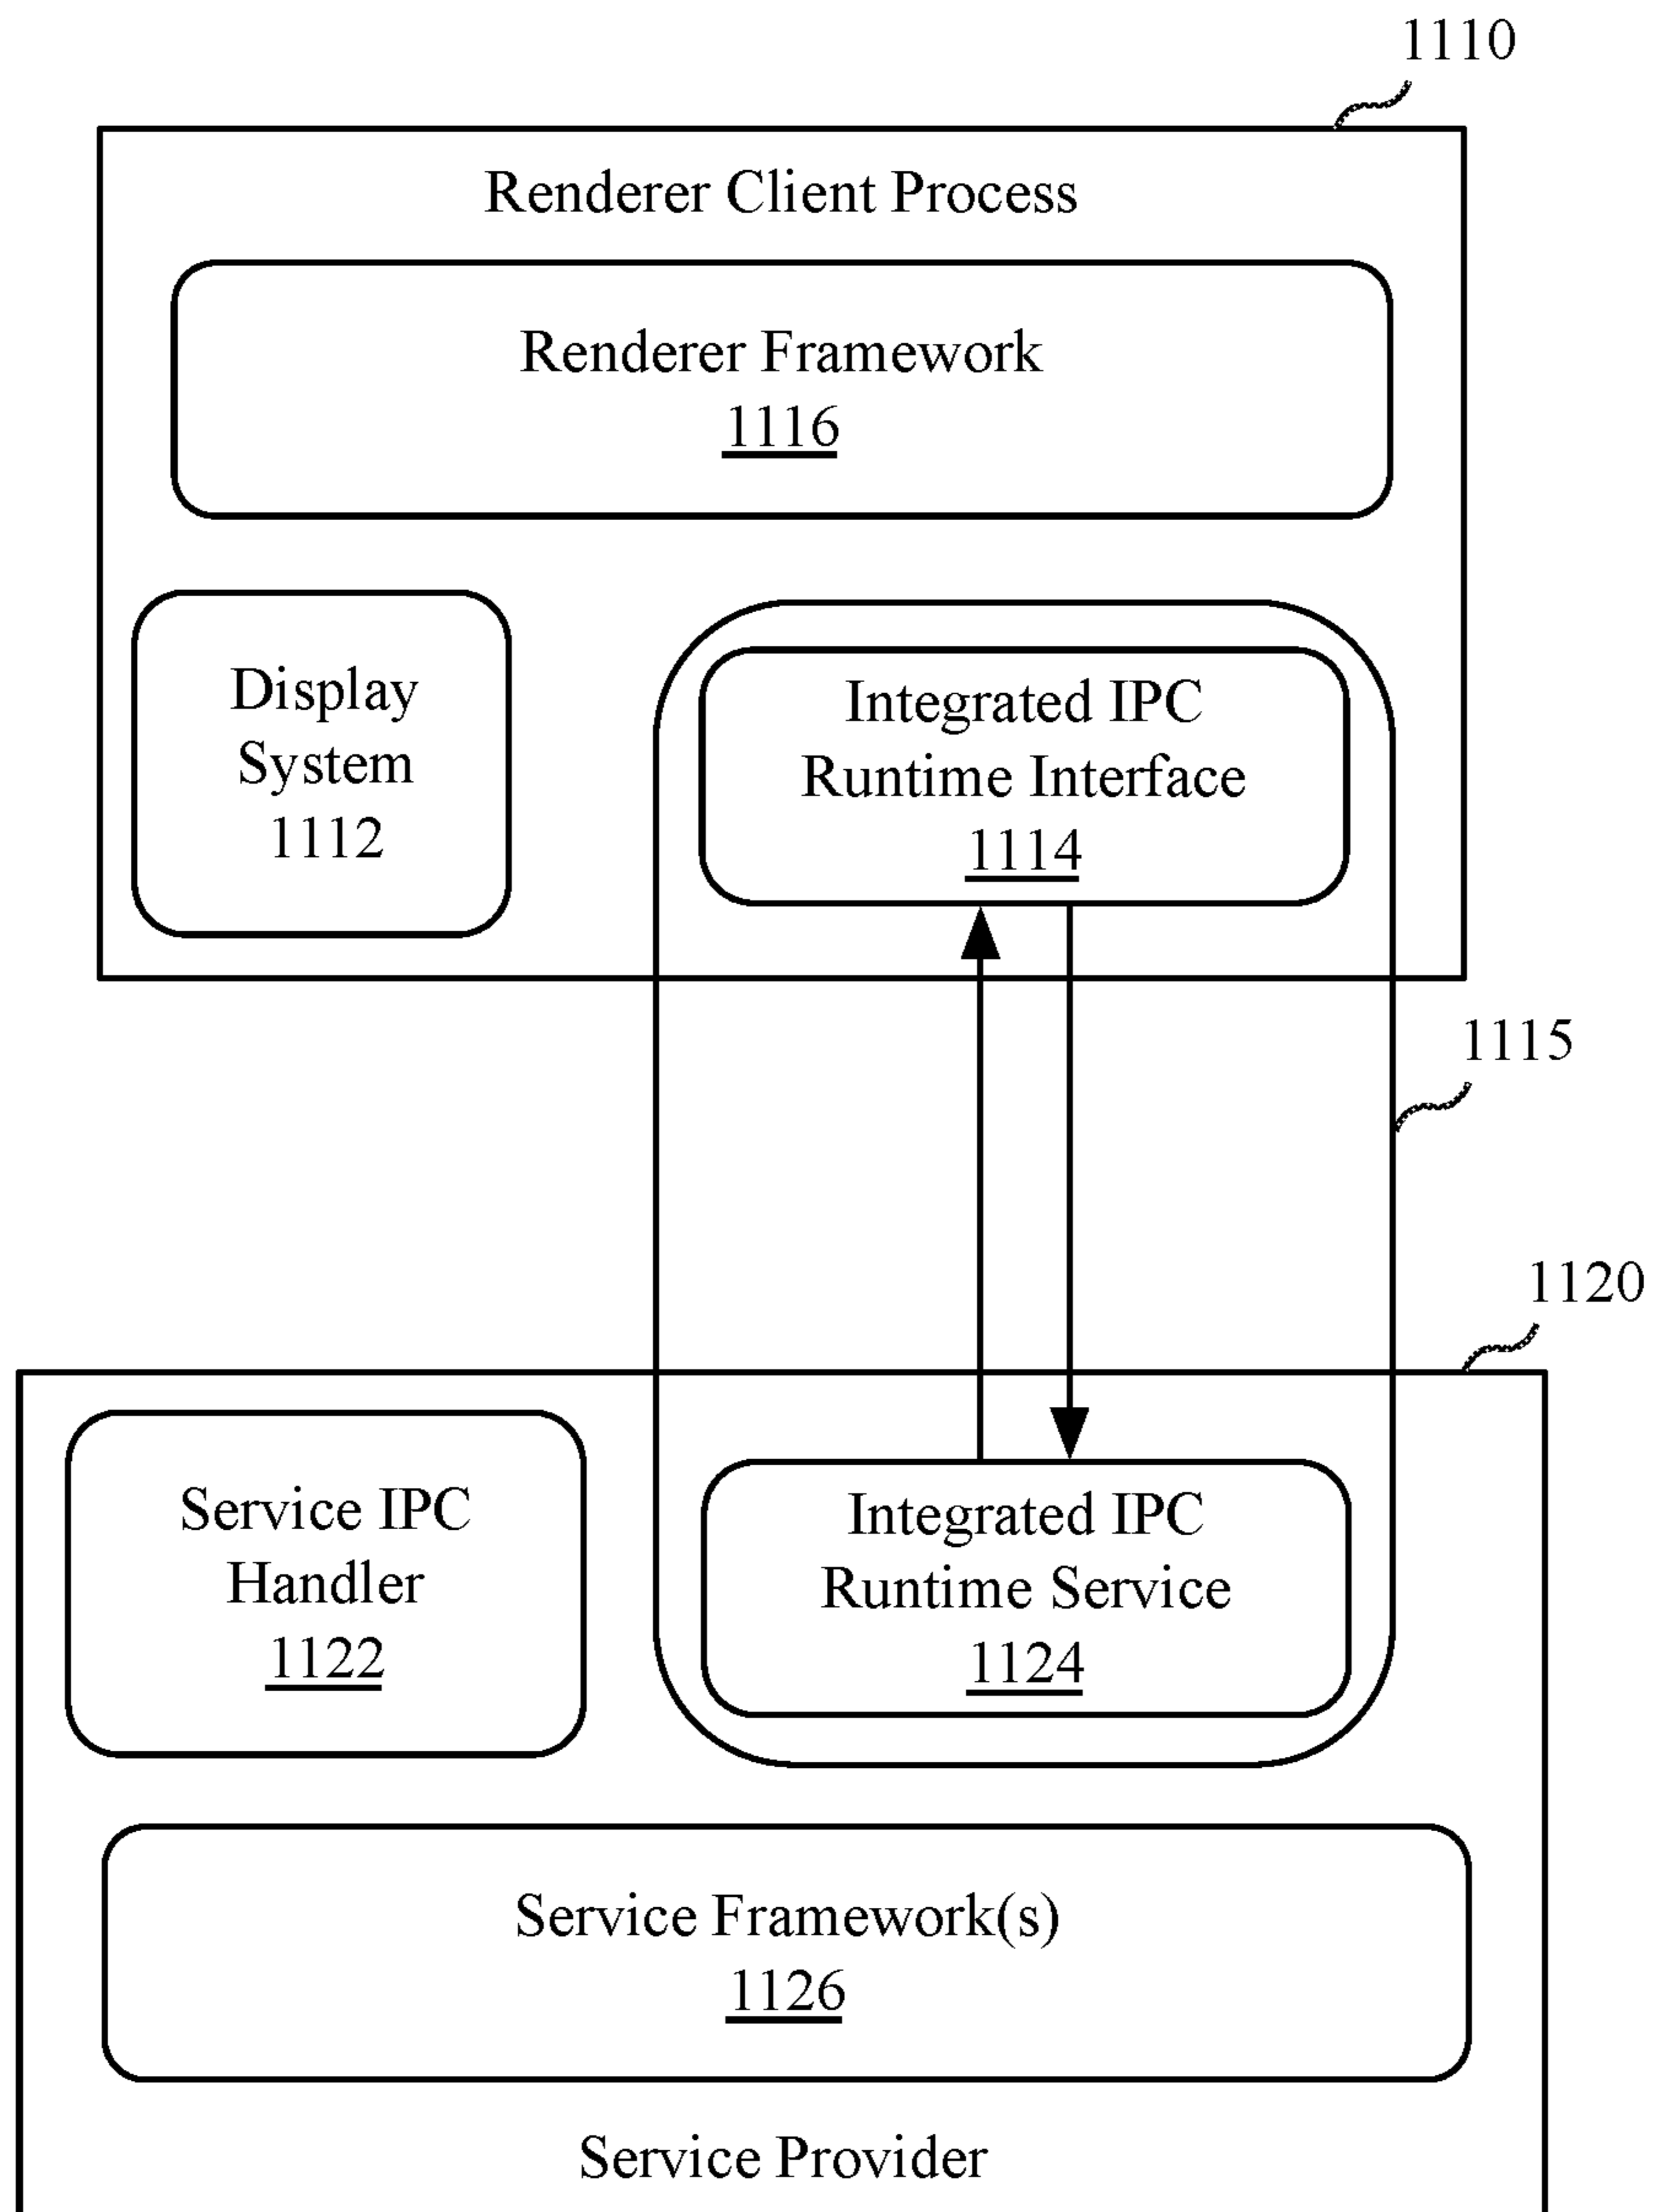 1110
Renderer Client Process
Renderer Framework
1116
Display
System
1112
Integrated IPC
Runtime Interface
1114
1115
1120
Service IPC
Handler
1122
Integrated IPC
Runtime Service
1124
Service Framework(s)
1126
Service Provider